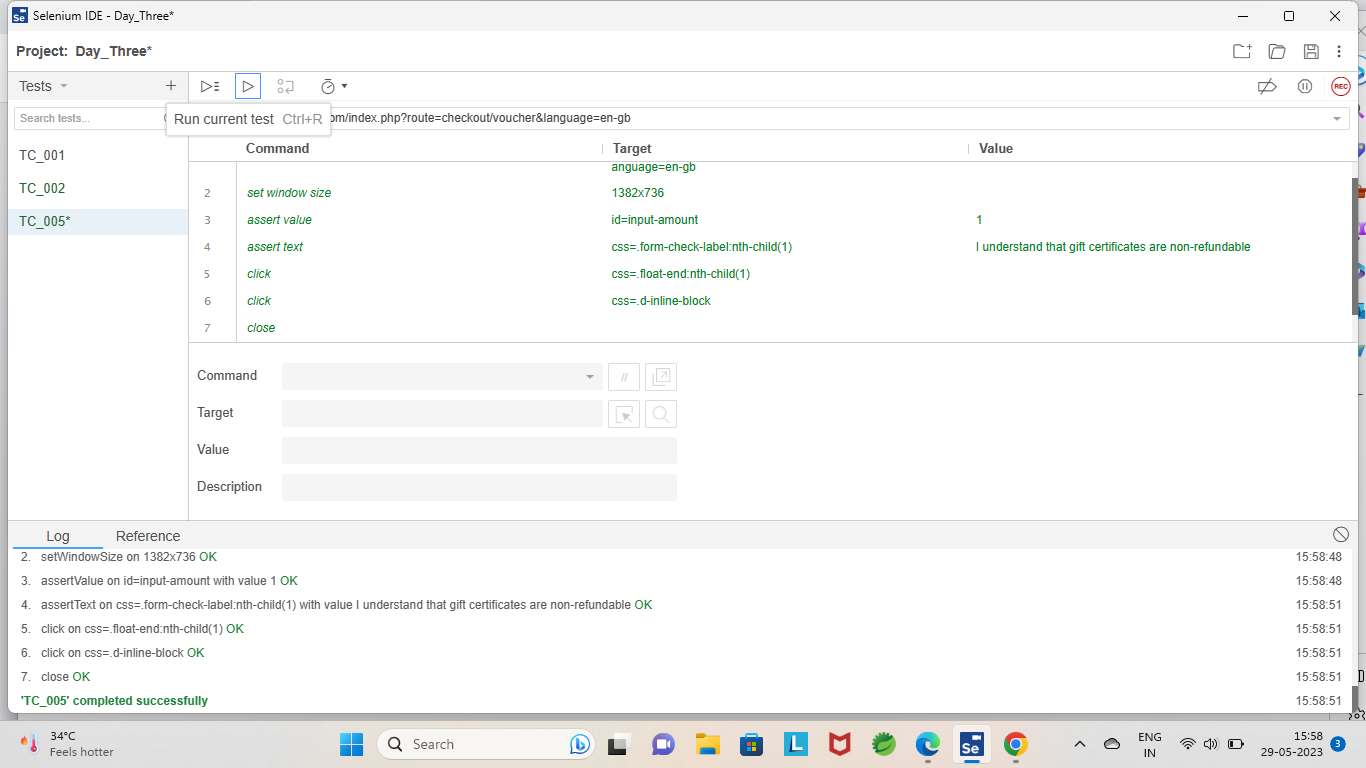 Selenium IDE - Day_Three*
Project: Day_Three*
Tests
Search tests...
Run current test Ctrl+R
om/index.php?route=checkout/voucher&language=en-gb
REC
TC_001
TC_002
TC_005*
Command Target Value
anguage=en-gb
2 set window size 1382x736
3 assert value id=input-amount 1
4 assert text css=.form-check-label:nth-child(1) I understand that gift certificates are non-refundable
5 click css=.float-end:nth-child(1)
6 click css=.d-inline-block
7 close
Command //
Target
Value
Description
Log Reference
2. setWindowSize on 1382x736 OK 15:58:48
3. assertValue on id=input-amount with value 1 OK 15:58:48
4. assertText on css=.form-check-label:nth-child(1) with value I understand that gift certificates are non-refundable OK 15:58:51
5. click on css=.float-end:nth-child(1) OK 15:58:51
6. click on css=.d-inline-block OK 15:58:51
7. close OK 15:58:51
'TC_005' completed successfully 15:58:51
34°C
Feels hotter
Search
L
Se
ENG
IN
15:58
29-05-2023
3